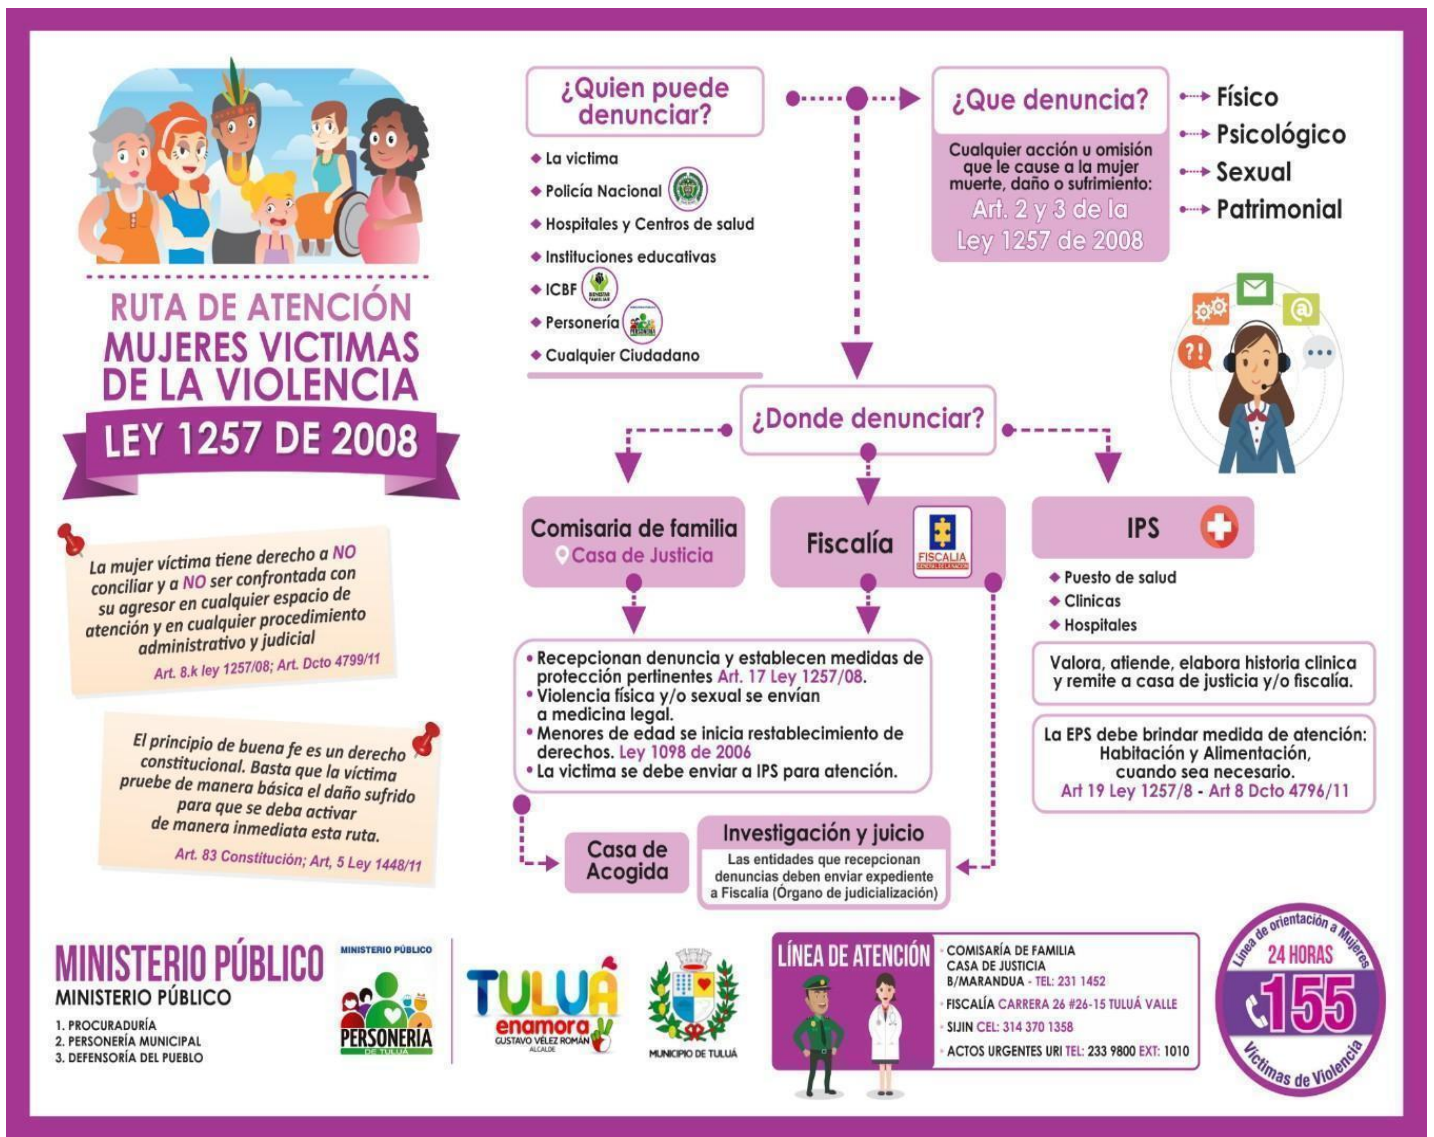 RUTA DE ATENCIÓN
MUJERES VICTIMAS
DE LA VIOLENCIA
LEY 1257 DE 2008
La mujer víctima tiene derecho a NO
conciliar y a NO ser confrontada con
su agresor en cualquier espacio de
atención y en cualquier procedimiento
administrativo y judicial
Art. 8.k ley 1257/08; Art. Dcto 4799/11
El principio de buena fe es un derecho
constitucional. Basta que la víctima
pruebe de manera básica el daño sufrido
para que se deba activar
de manera inmediata esta ruta.
Art. 83 Constitución; Art, 5 Ley 1448/11
¿Quien puede
denunciar?
La victima
Policía Nacional
Hospitales y Centros de salud
Instituciones educativas
ICBF
BIENESTAR
FAMILIAR
Personería
MINISTERIO PÚBLICO
PERSONERÍA
Cualquier Ciudadano
¿Que denuncia?
Cualquier acción u omisión
que le cause a la mujer
muerte, daño o sufrimiento:
Art. 2 y 3 de la
Ley 1257 de 2008
Físico
Psicológico
Sexual
Patrimonial
?!
@
¿Donde denunciar?
Comisaria de familia
Casa de Justicia
Fiscalía
FISCALIA
GENERAL DE LA NACION
IPS
Puesto de salud
Clinicas
Hospitales
Recepcionan denuncia y establecen medidas de
protección pertinentes Art. 17 Ley 1257/08.
Violencia física y/o sexual se envían
a medicina legal.
Menores de edad se inicia restablecimiento de
derechos. Ley 1098 de 2006
La victima se debe enviar a IPS para atención.
Valora, atiende, elabora historia clinica
y remite a casa de justicia y/o fiscalía.
La EPS debe brindar medida de atención:
Habitación y Alimentación,
cuando sea necesario.
Art 19 Ley 1257/8 - Art 8 Dcto 4796/11
Casa de
Acogida
Investigación y juicio
Las entidades que recepcionan
denuncias deben enviar expediente
a Fiscalía (Órgano de judicialización)
MINISTERIO PÚBLICO
MINISTERIO PÚBLICO
1. PROCURADURÍA
2. PERSONERÍA MUNICIPAL
3. DEFENSORÍA DEL PUEBLO
MINISTERIO PÚBLICO
PERSONERÍA
DE TULUÁ
TULUÁ
enamora
GUSTAVO VÉLEZ ROMÁN
ALCALDE
MUNICIPIO DE TULUÁ
LÍNEA DE ATENCIÓN
COMISARÍA DE FAMILIA
CASA DE JUSTICIA
B/MARANDUA - TEL: 231 1452
FISCALÍA CARRERA 26 #26-15 TULUÁ VALLE
SIJIN CEL: 314 370 1358
ACTOS URGENTES URI TEL: 233 9800 EXT: 1010
Línea de orientación a Mujeres
24 HORAS
155
Víctimas de Violencia